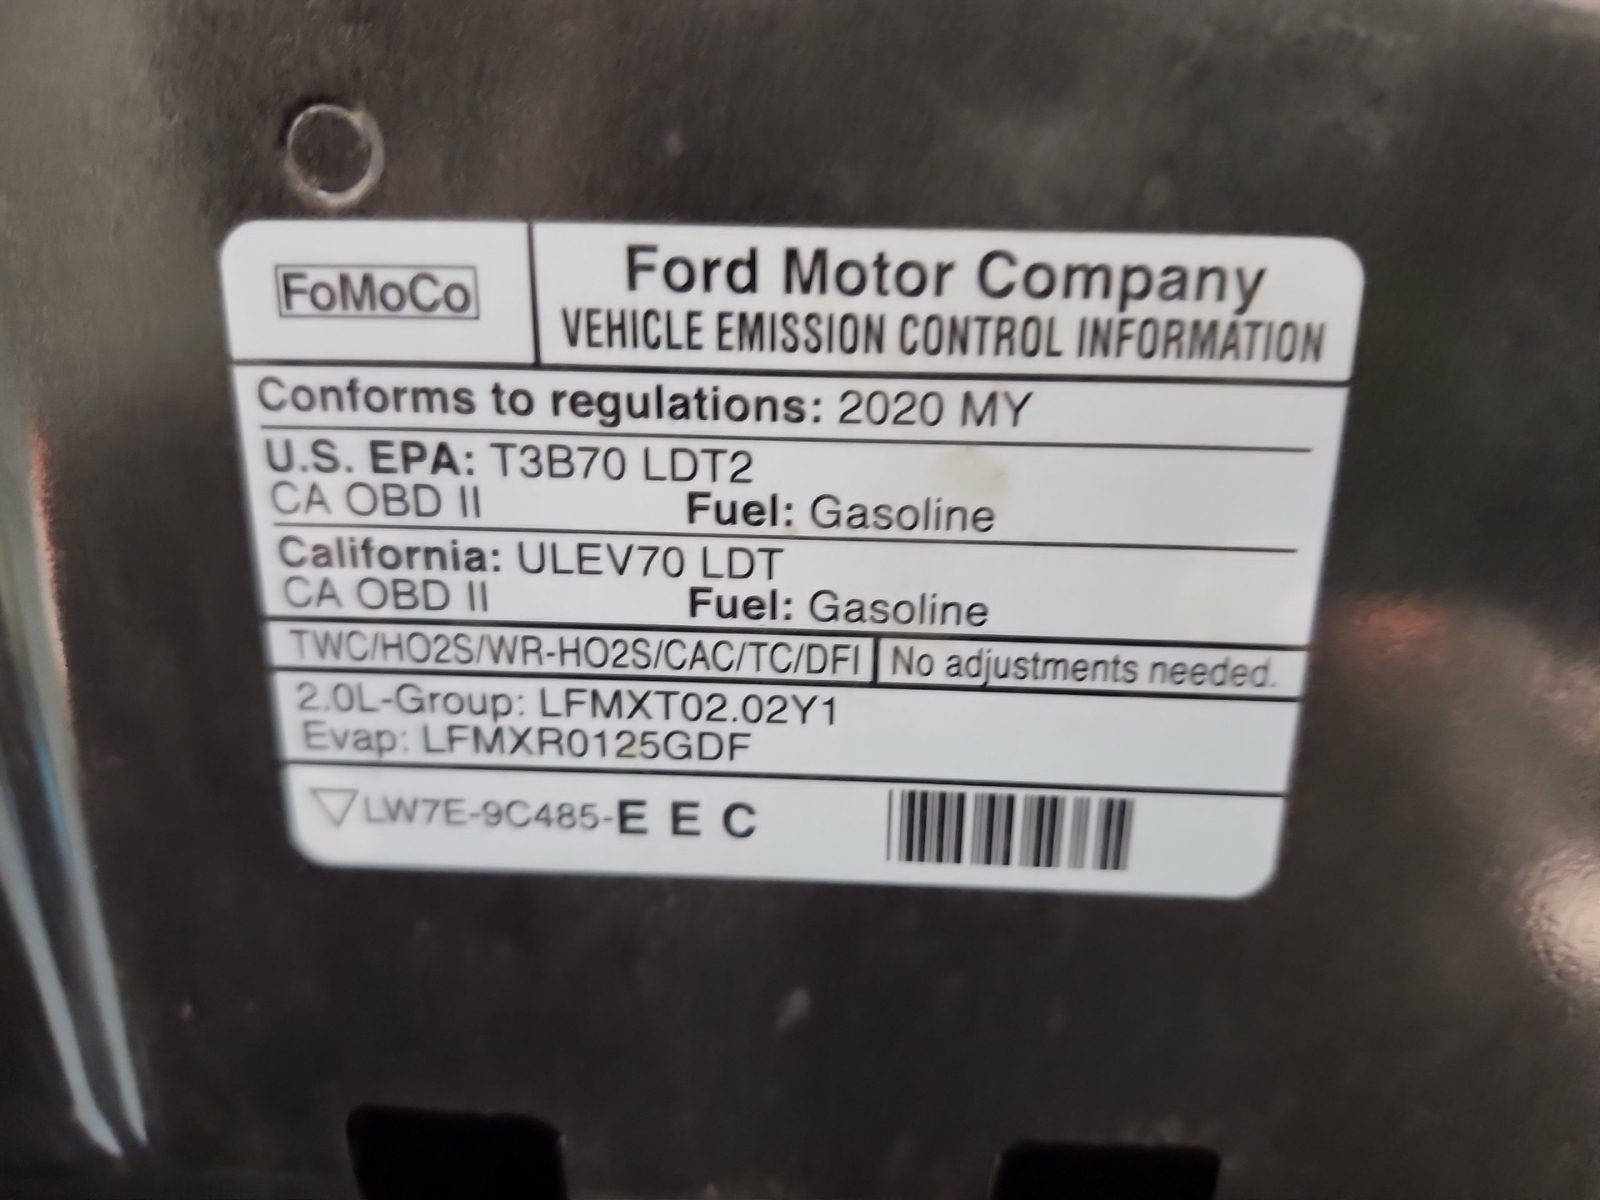 FoMoCo
Ford Motor Company
VEHICLE EMISSION CONTROL INFORMATION
Conforms to regulations: 2020 MY
U.S. EPA: T3B70 LDT2
CA OBD II Fuel: Gasoline
California: ULEV70 LDT
CA OBD II Fuel: Gasoline
TWC/HO2S/WR-HO2S/CAC/TC/DFI No adjustments needed.
2.0L-Group: LFMXT02.02Y1
Evap: LFMXR0125GDF
LW7E-9C485-E E C